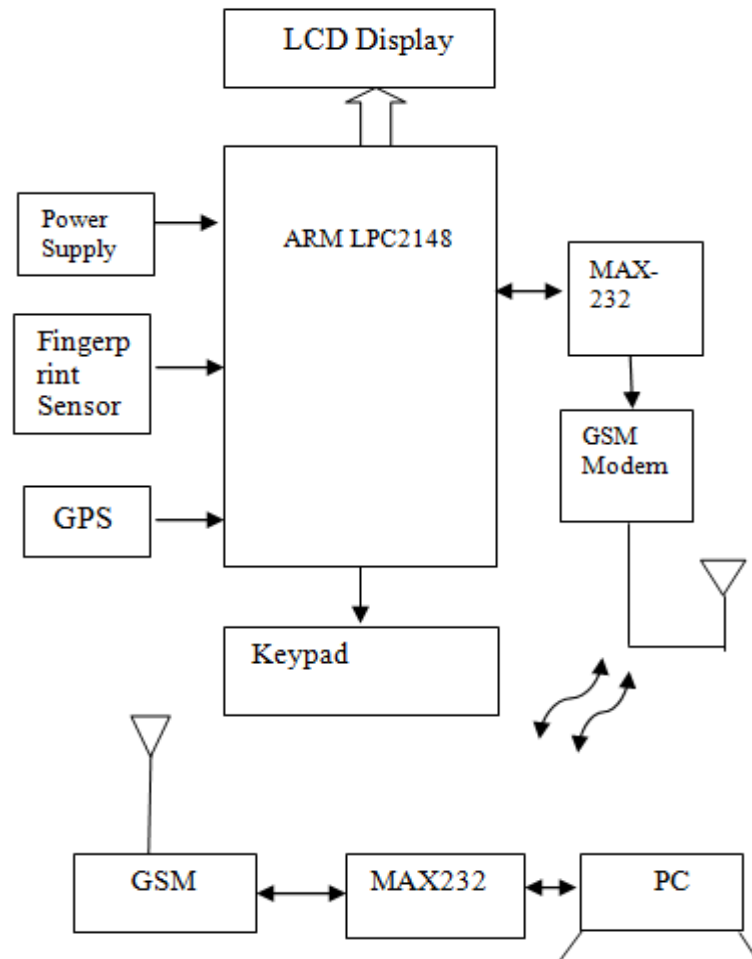 LCD Display
Power
Supply
ARM LPC2148
MAX-
232
Fingerp
rint
Sensor
GSM
Modem
GPS
Keypad
GSM
MAX232
PC